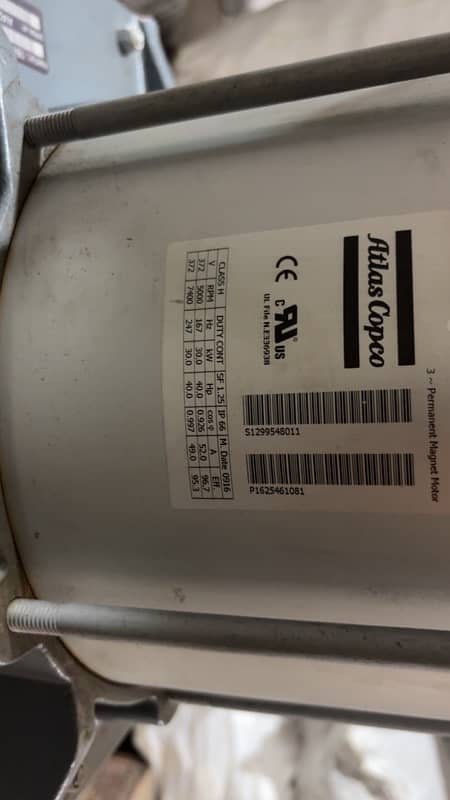 3 ~ Permanent Magnet Motor
Atlas Copco
CE c UL US ®
UL File N.E336938
S1299548011
P1625461081
CLASS H DUTY CONT SF 1.25 IP 66 M. Date 0916
V RPM Hz kW Hp cos φ A Eff.
372 5000 167 30.0 40.0 0.926 52.0 96.7
372 7400 247 30.0 40.0 0.997 49.0 95.3